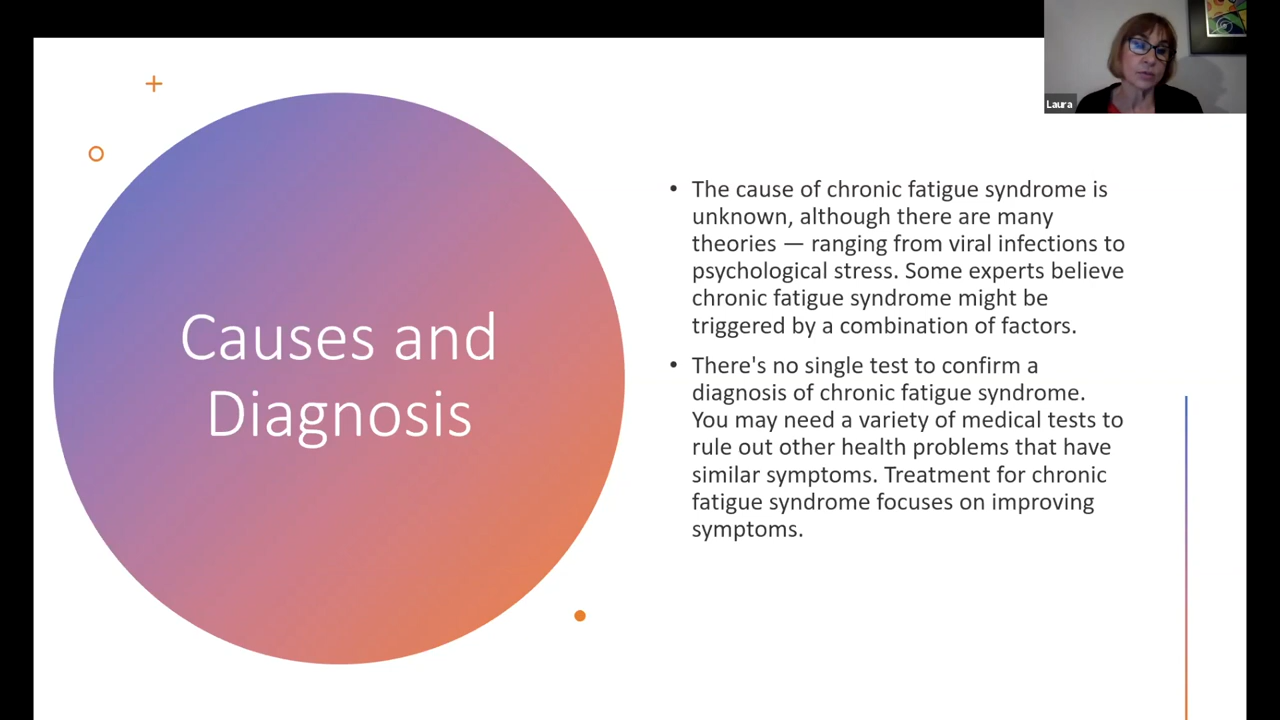 Laura
Causes and
Diagnosis
• The cause of chronic fatigue syndrome is
unknown, although there are many
theories — ranging from viral infections to
psychological stress. Some experts believe
chronic fatigue syndrome might be
triggered by a combination of factors.
• There's no single test to confirm a
diagnosis of chronic fatigue syndrome.
You may need a variety of medical tests to
rule out other health problems that have
similar symptoms. Treatment for chronic
fatigue syndrome focuses on improving
symptoms.